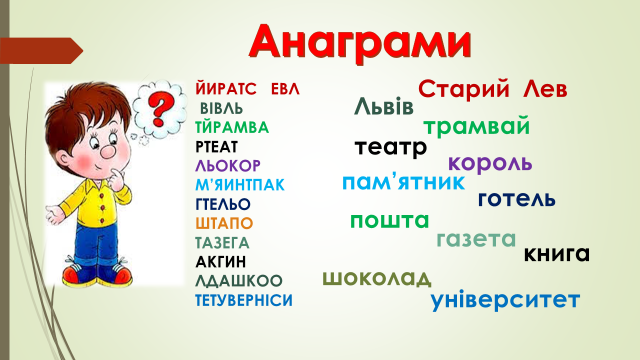 Анаграми
ЙИРАТС ЕВЛ
Старий Лев
ВІВЛЬ
Львів
ТЙРАМВА
трамвай
РТЕАТ
театр
ЛЬОКОР
король
М'ЯИНТПАК
пам'ятник
ГТЕЛЬО
готель
ШТАПО
пошта
ТАЗЕГА
газета
АКГИН
книга
ЛДАШКОО
шоколад
ТЕТУВЕРНІСИ
університет
?